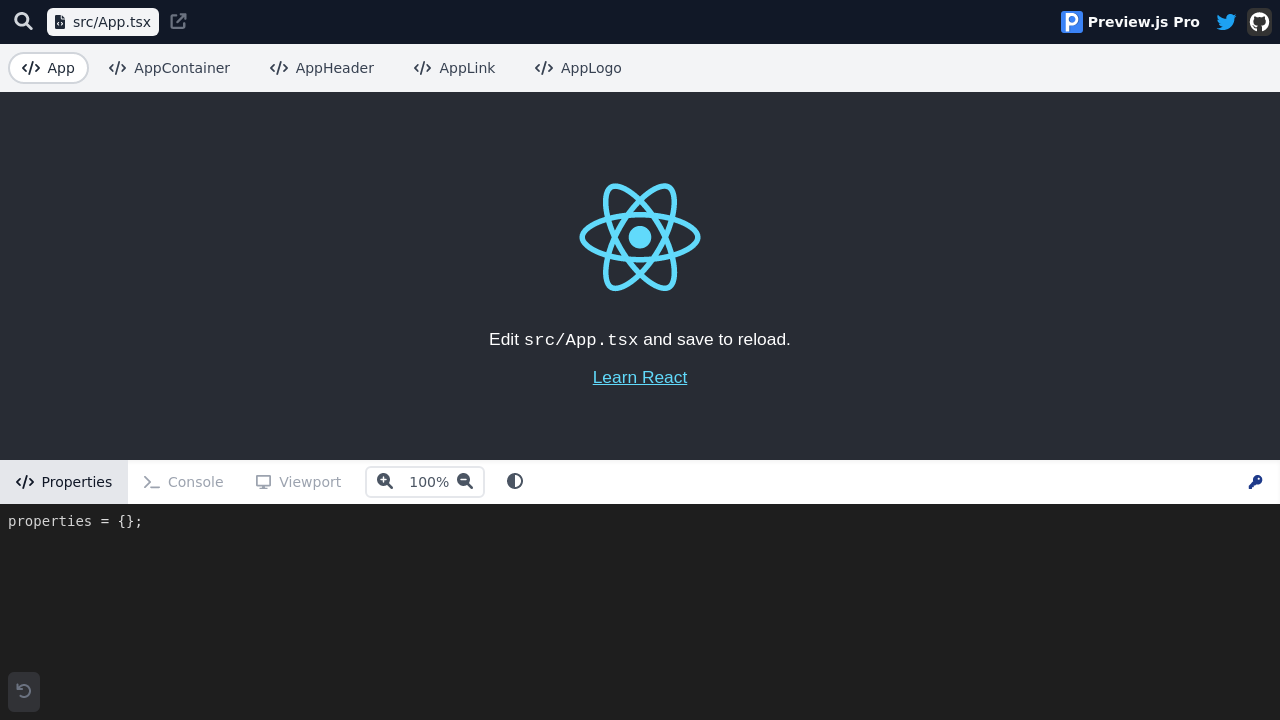 src/App.tsx
Preview.js Pro
App AppContainer AppHeader AppLink AppLogo
Edit src/App.tsx and save to reload.
Learn React
Properties Console Viewport 100%
properties = {};